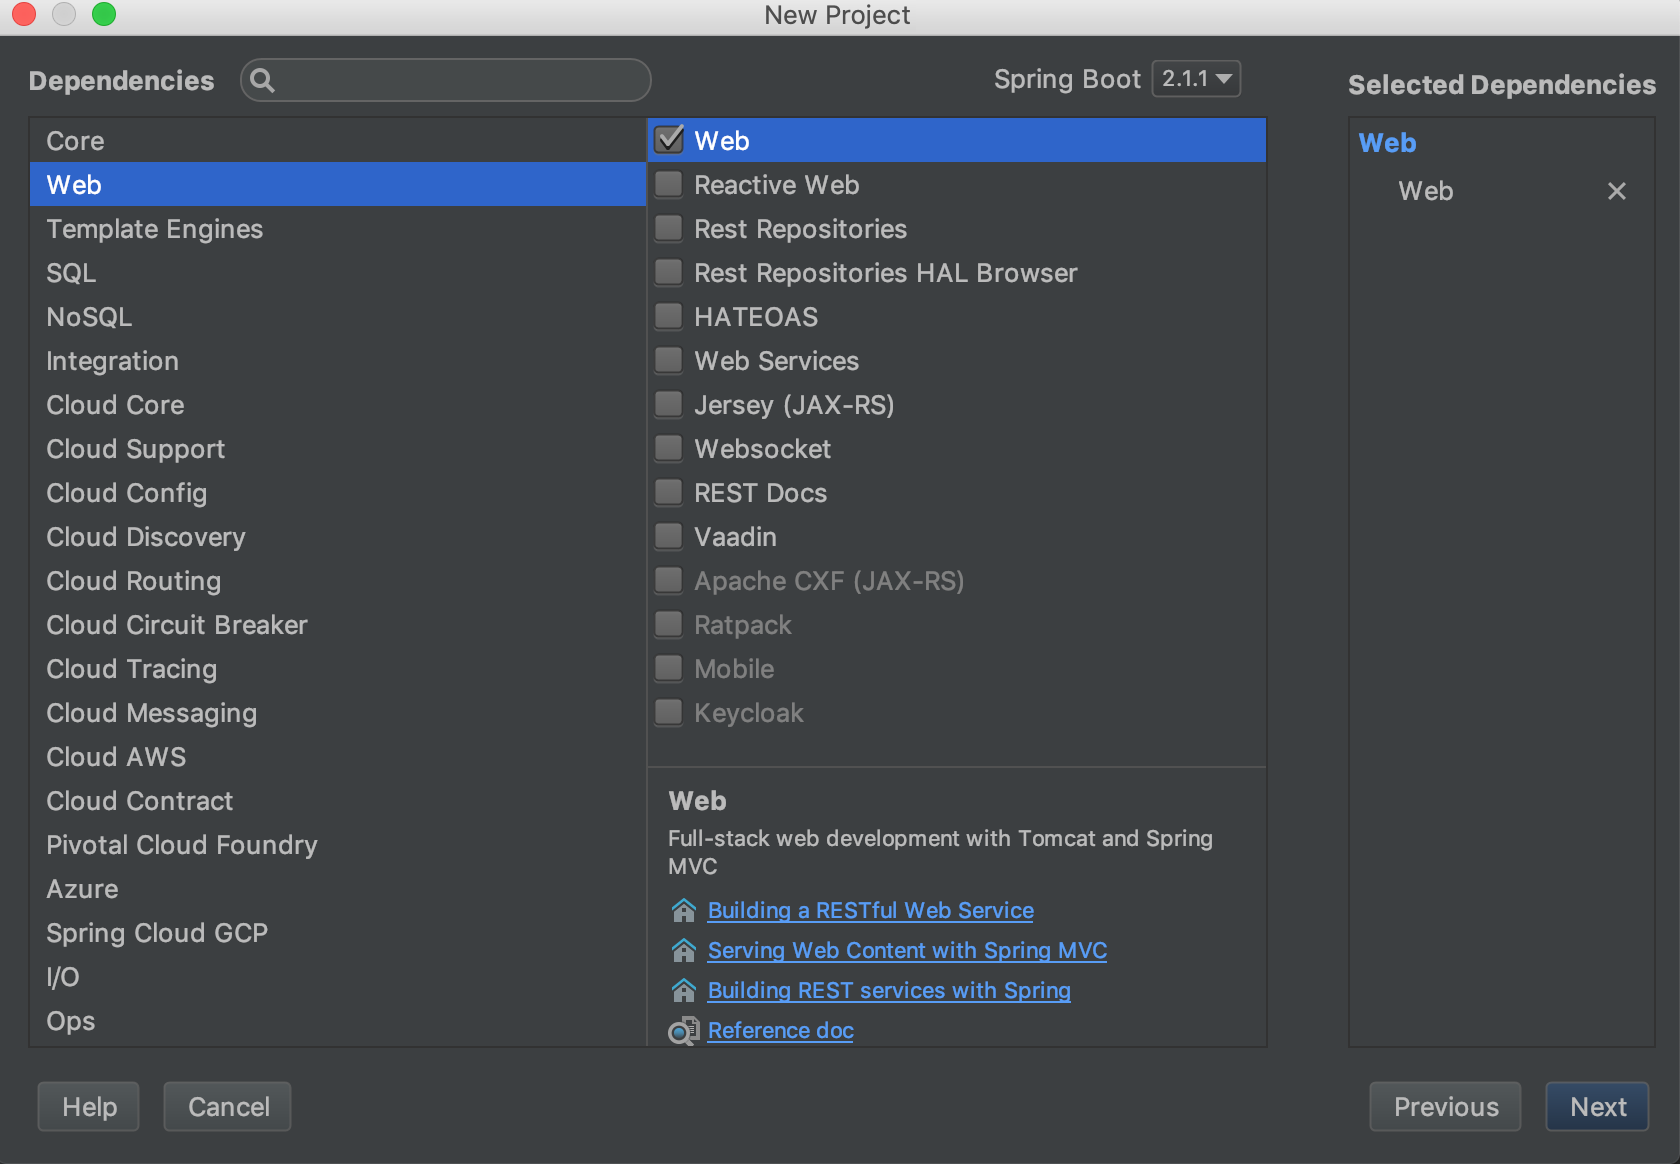 New Project
Dependencies
Spring Boot 2.1.1
Selected Dependencies
Core
Web
Template Engines
SQL
NoSQL
Integration
Cloud Core
Cloud Support
Cloud Config
Cloud Discovery
Cloud Routing
Cloud Circuit Breaker
Cloud Tracing
Cloud Messaging
Cloud AWS
Cloud Contract
Pivotal Cloud Foundry
Azure
Spring Cloud GCP
I/O
Ops
Web
Reactive Web
Rest Repositories
Rest Repositories HAL Browser
HATEOAS
Web Services
Jersey (JAX-RS)
Websocket
REST Docs
Vaadin
Apache CXF (JAX-RS)
Ratpack
Mobile
Keycloak
Web
Full-stack web development with Tomcat and Spring
MVC
Building a RESTful Web Service
Serving Web Content with Spring MVC
Building REST services with Spring
Reference doc
Web
Web
Help
Cancel
Previous
Next